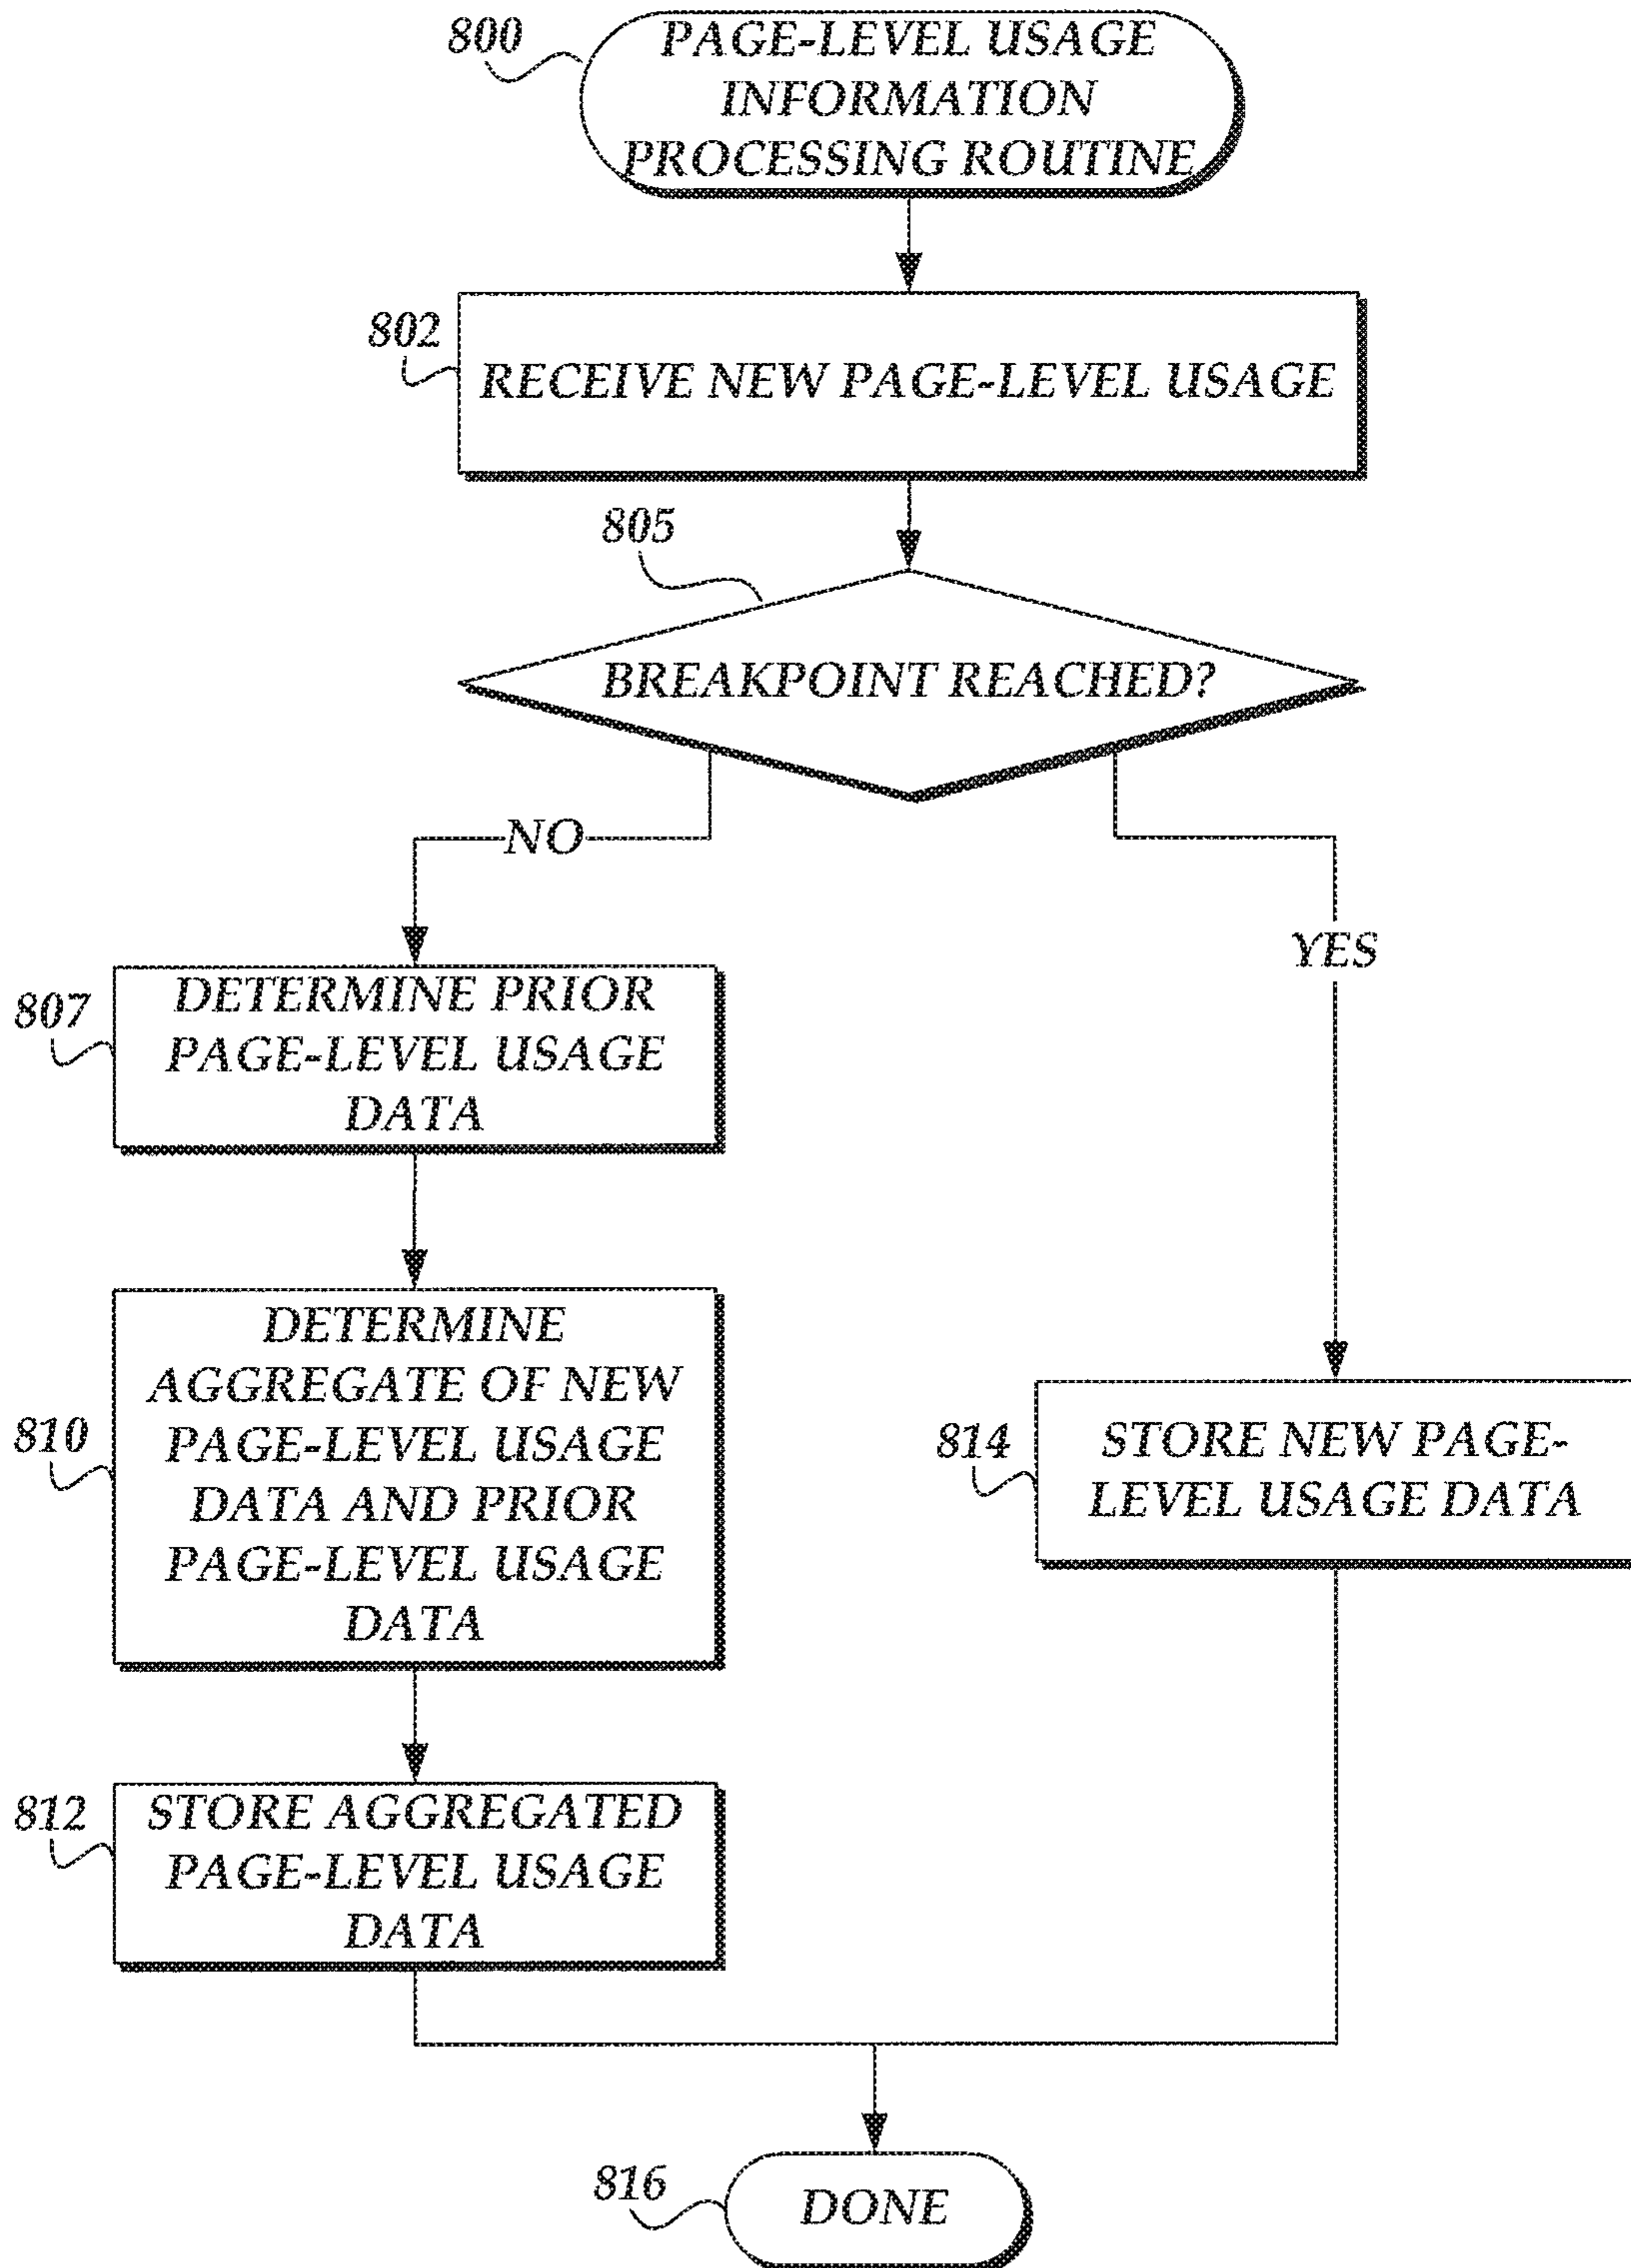 800
PAGE-LEVEL USAGE
INFORMATION
PROCESSING ROUTINE
802
RECEIVE NEW PAGE-LEVEL USAGE
805
BREAKPOINT REACHED?
NO
YES
807
DETERMINE PRIOR
PAGE-LEVEL USAGE
DATA
810
DETERMINE
AGGREGATE OF NEW
PAGE-LEVEL USAGE
DATA AND PRIOR
PAGE-LEVEL USAGE
DATA
814
STORE NEW PAGE-
LEVEL USAGE DATA
812
STORE AGGREGATED
PAGE-LEVEL USAGE
DATA
816
DONE